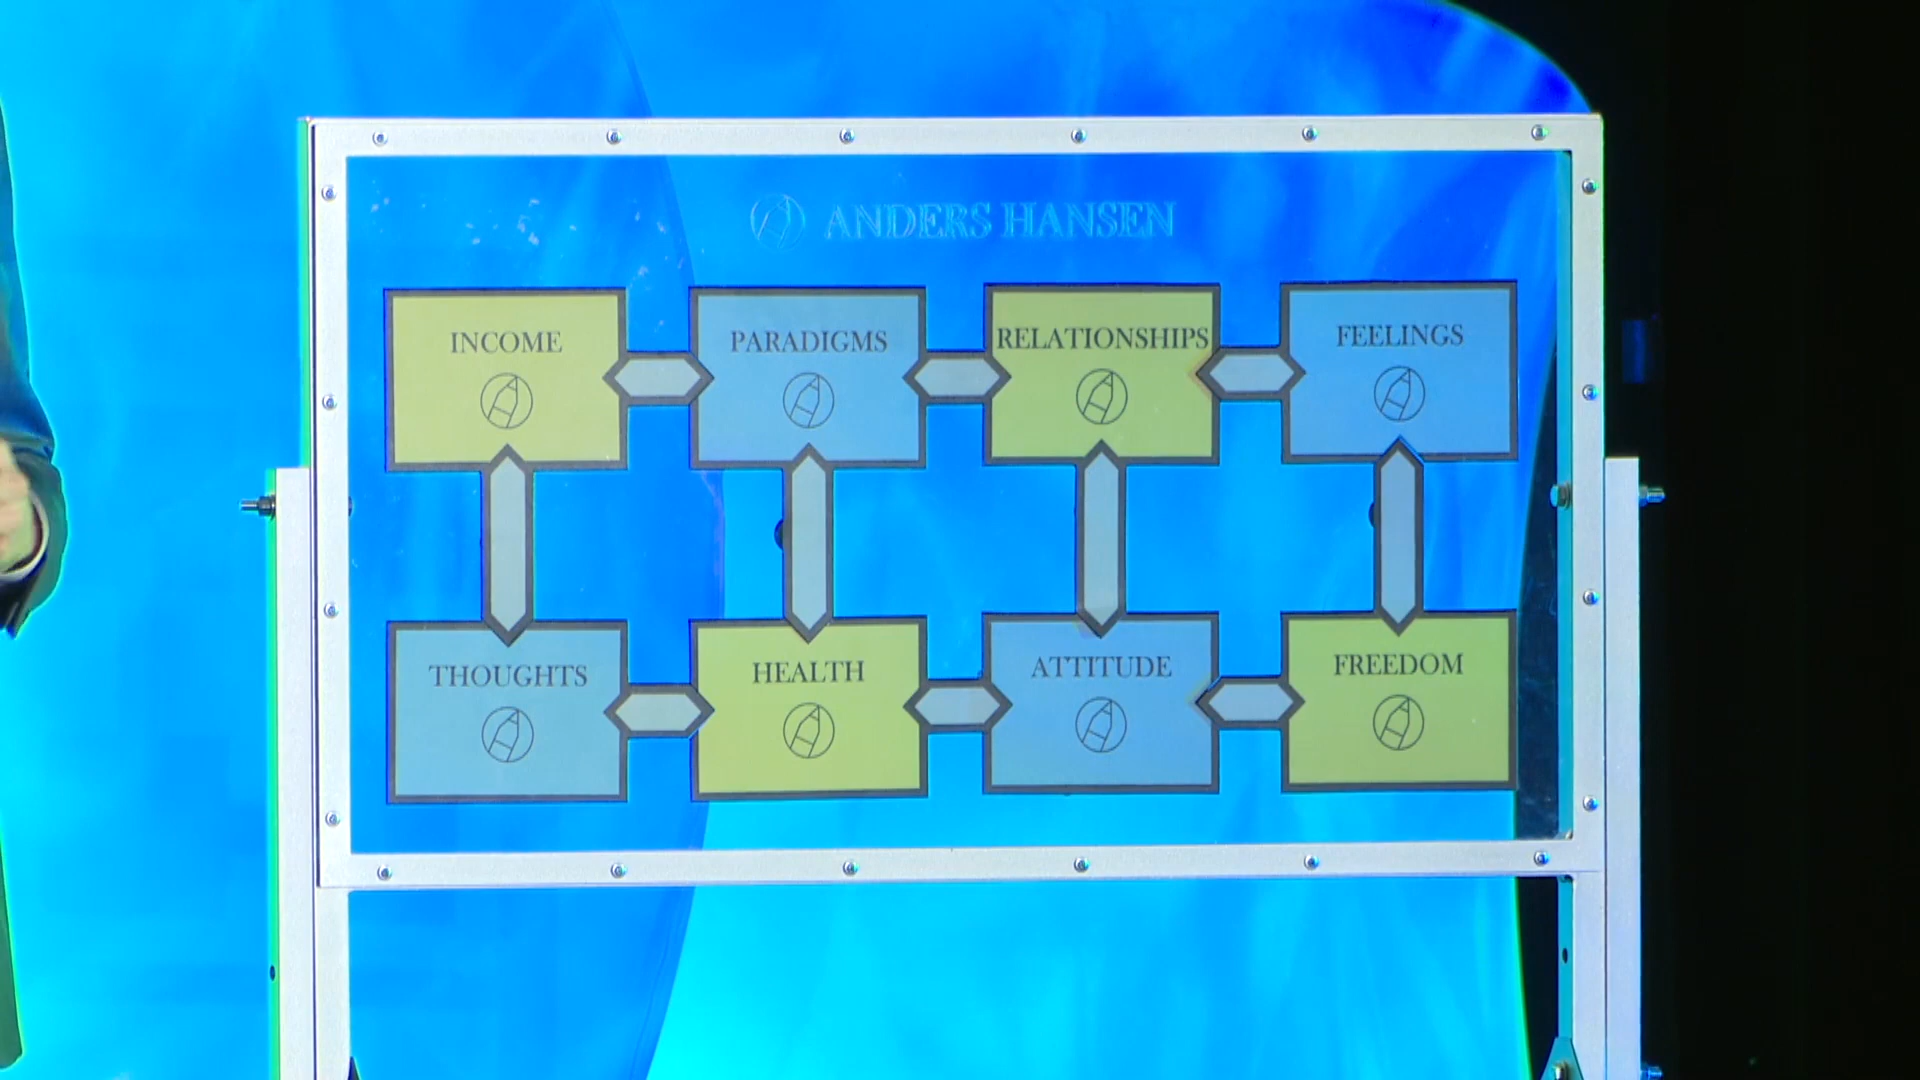 ANDERS HANSEN
INCOME
PARADIGMS
RELATIONSHIPS
FEELINGS
THOUGHTS
HEALTH
ATTITUDE
FREEDOM